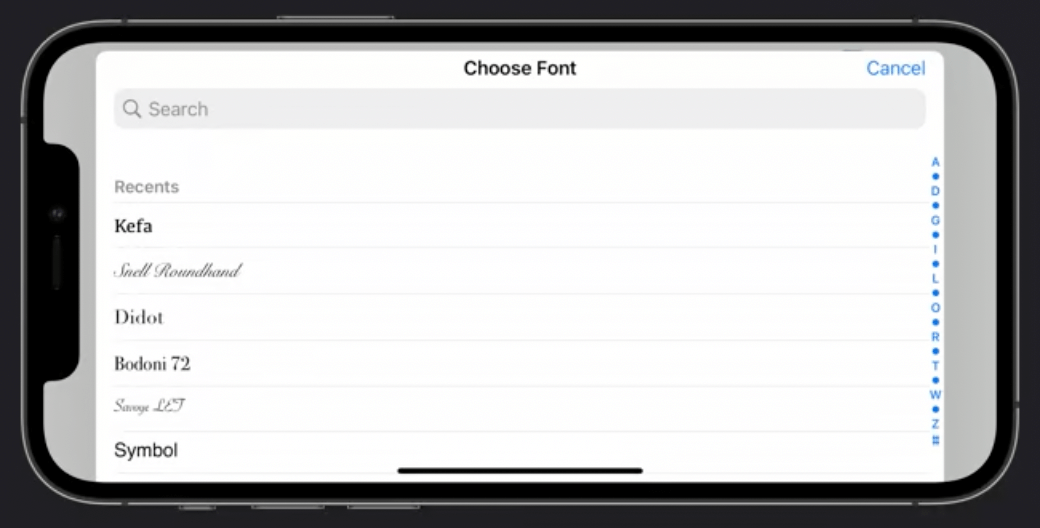 Choose Font
Cancel
Search
Recents
Kefa
Snell Roundhand
Didot
Bodoni 72
Savoye LET
Symbol
A
D
G
I
L
O
R
T
W
Z
#